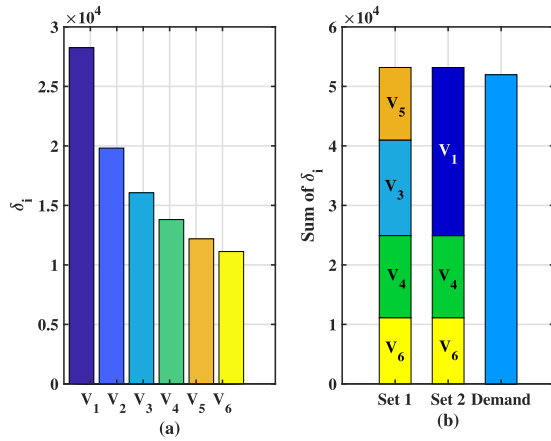 ×10⁴
3
2.5
2
1.5
1
0.5
0
δᵢ
V₁ V₂ V₃ V₄ V₅ V₆
(a)
×10⁴
6
5
4
3
2
1
0
Sum of δᵢ
V₅
V₃
V₄
V₆
V₁
V₄
V₆
Set 1 Set 2 Demand
(b)